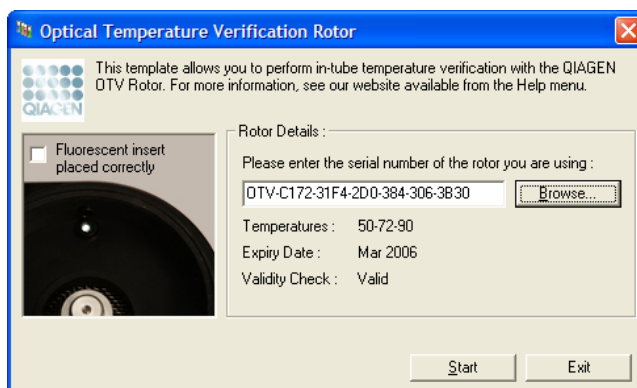 Optical Temperature Verification Rotor
This template allows you to perform in-tube temperature verification with the QIAGEN
OTV Rotor. For more information, see our website available from the Help menu.
QIAGEN
Fluorescent insert
placed correctly
Rotor Details :
Please enter the serial number of the rotor you are using :
OTV-C172-31F4-2D0-384-306-3B30
Browse...
Temperatures : 50-72-90
Expiry Date : Mar 2006
Validity Check : Valid
Start Exit